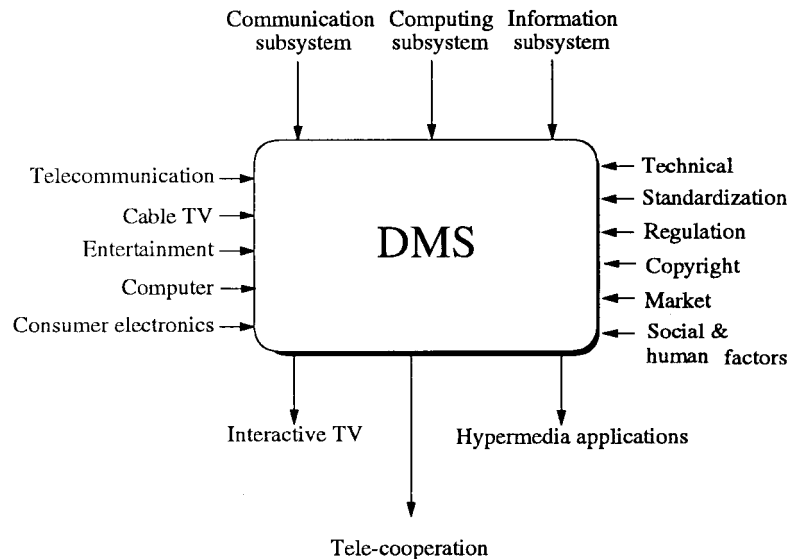 Communication subsystem
Computing subsystem
Information subsystem
Telecommunication
Cable TV
Entertainment
Computer
Consumer electronics
DMS
Technical
Standardization
Regulation
Copyright
Market
Social &
human factors
Interactive TV
Hypermedia applications
Tele-cooperation